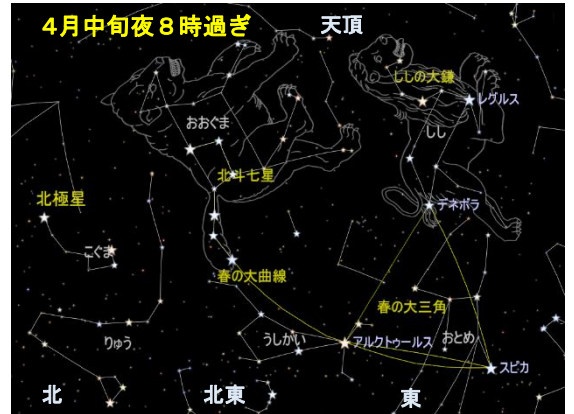 4月中旬夜8時過ぎ
天頂
ししの大鎌
レグルス
おおぐま
しし
北斗七星
北極星
デネボラ
こぐま
春の大曲線
春の大三角
りゅう
うしかい
アルクトゥールス
おとめ
スピカ
北
北東
東